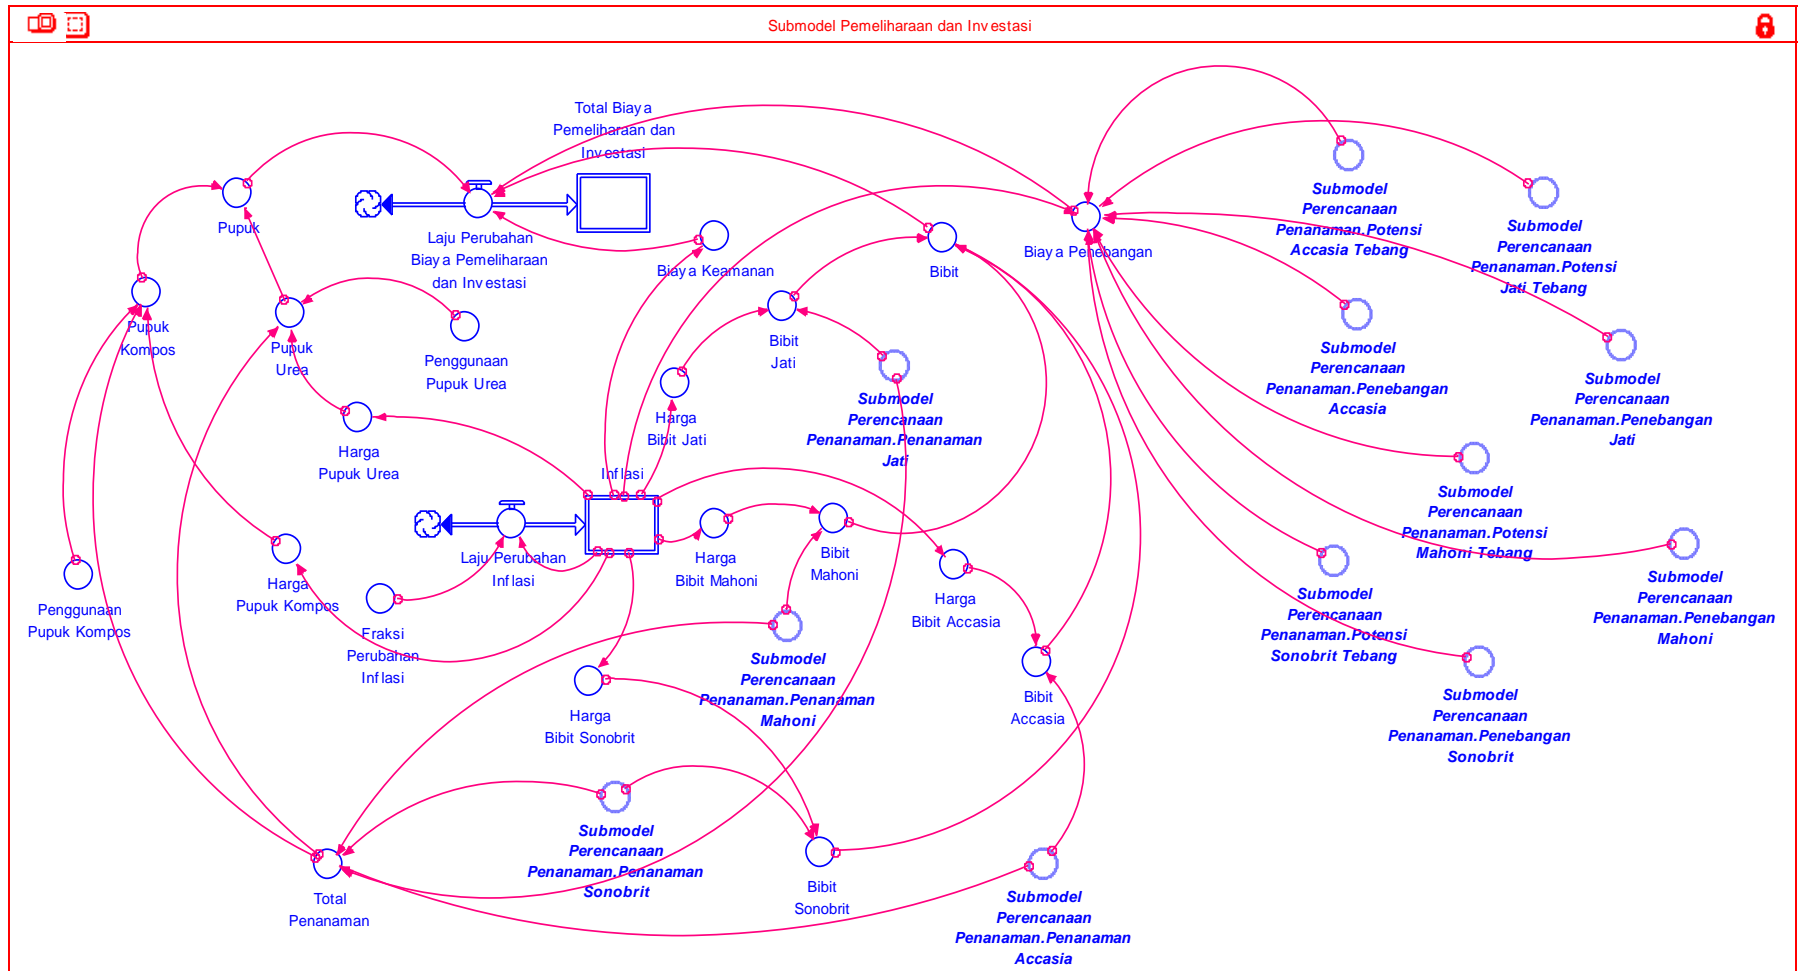 Submodel Pemeliharaan dan Investasi
Total Biaya
Pemeliharaan dan
Investasi
Pupuk
Laju Perubahan
Biaya Pemeliharaan
dan Investasi
Biaya Keamanan
Bibit
Biaya Penebangan
Submodel
Perencanaan
Penanaman.Potensi
Accasia Tebang
Submodel
Perencanaan
Penanaman.Potensi
Jati Tebang
Pupuk
Kompos
Pupuk
Urea
Penggunaan
Pupuk Urea
Bibit
Jati
Submodel
Perencanaan
Penanaman.Penebangan
Accasia
Submodel
Perencanaan
Penanaman.Penebangan
Jati
Harga
Pupuk Urea
Harga
Bibit Jati
Submodel
Perencanaan
Penanaman.Penanaman
Jati
Inflasi
Submodel
Perencanaan
Penanaman.Potensi
Mahoni Tebang
Laju Perubahan
Inflasi
Harga
Bibit Mahoni
Bibit
Mahoni
Harga
Bibit Accasia
Submodel
Perencanaan
Penanaman.Potensi
Sonobrit Tebang
Submodel
Perencanaan
Penanaman.Penebangan
Mahoni
Penggunaan
Pupuk Kompos
Harga
Pupuk Kompos
Fraksi
Perubahan
Inflasi
Submodel
Perencanaan
Penanaman.Penanaman
Mahoni
Harga
Bibit Sonobrit
Bibit
Accasia
Submodel
Perencanaan
Penanaman.Penebangan
Sonobrit
Submodel
Perencanaan
Penanaman.Penanaman
Sonobrit
Total
Penanaman
Bibit
Sonobrit
Submodel
Perencanaan
Penanaman.Penanaman
Accasia